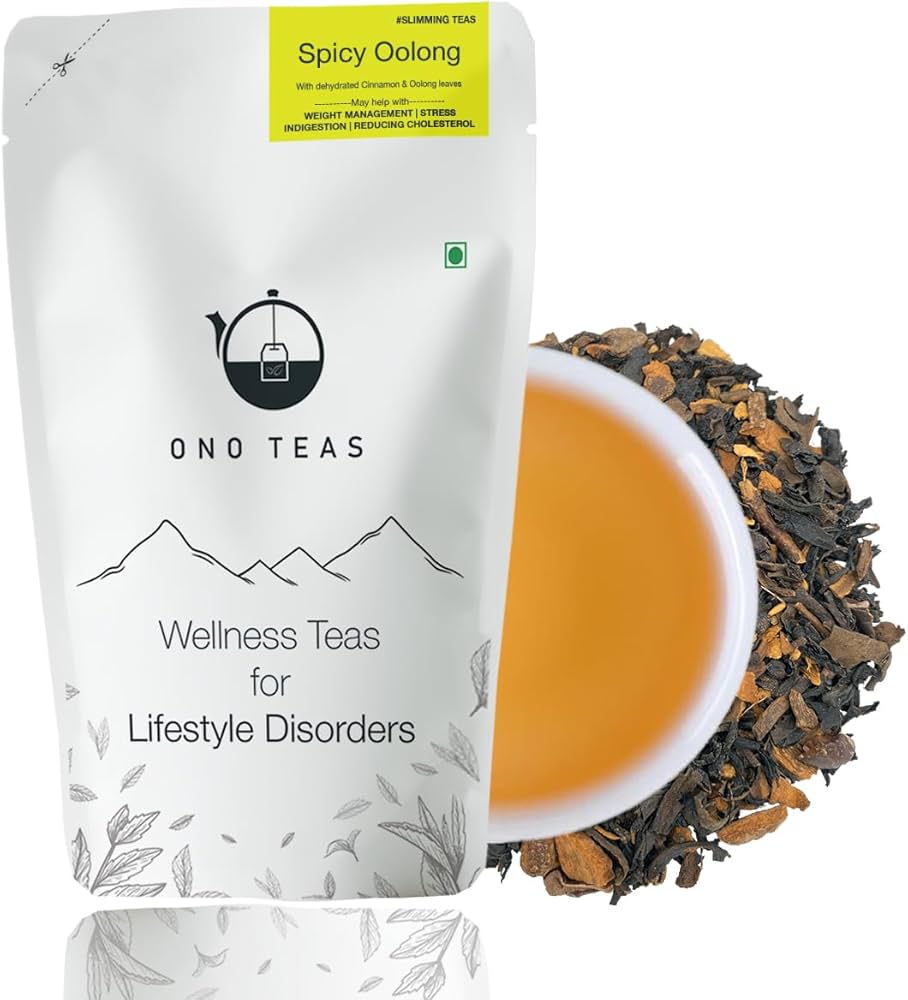 #SLIMMING TEAS
Spicy Oolong
With dehydrated Cinnamon & Oolong leaves
----------May help with----------
WEIGHT MANAGEMENT | STRESS
INDIGESTION | REDUCING CHOLESTEROL
ONO TEAS
Wellness Teas
for
Lifestyle Disorders